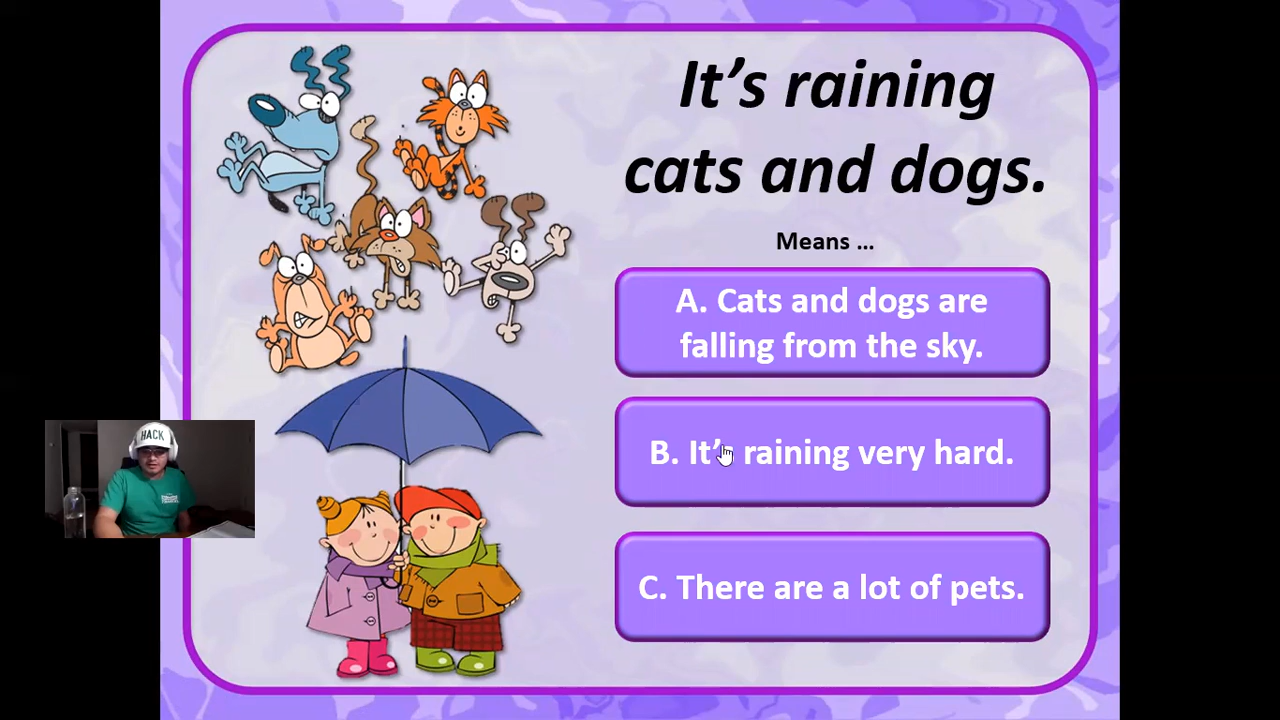 It's raining
cats and dogs.
Means ...
A. Cats and dogs are
falling from the sky.
B. It's raining very hard.
C. There are a lot of pets.
HACK